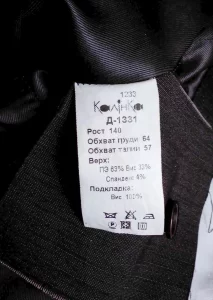 1233
Калінка
Д-1331
Рост 140
Обхват груди 64
Обхват талии 57
Верх:
ПЭ 63% Вис 33%
Спандекс 4%
Подкладка:
Вис 100%